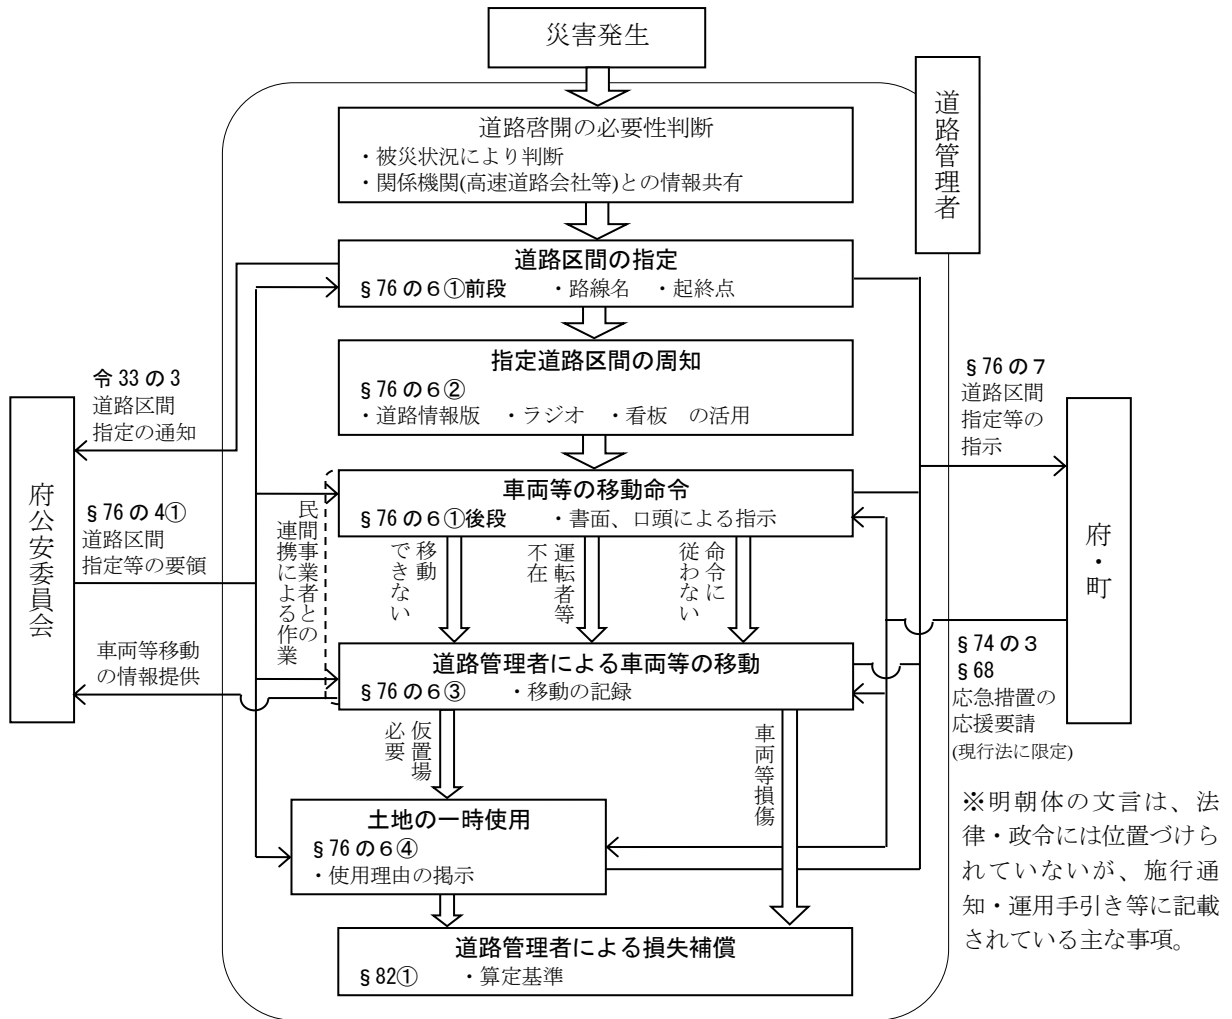 災害発生
道路管理者
道路啓開の必要性判断
・被災状況により判断
・関係機関(高速道路会社等)との情報共有
道路区間の指定
§76の6①前段　・路線名　・起終点
指定道路区間の周知
§76の6②
・道路情報版　・ラジオ　・看板　の活用
令33の3
道路区間
指定の通知
§76の7
道路区間
指定等の
指示
府公安委員会
§76の4①
道路区間
指定等の要領
民間事業者との
連携による作業
車両等の移動命令
§76の6①後段　・書面、口頭による指示
移動
できない
運転者等
不在
命令に
従わない
府・町
車両等移動
の情報提供
道路管理者による車両等の移動
§76の6③　・移動の記録
§74の3
§68
応急措置の
応援要請
(現行法に限定)
仮置場
必要
車両等損傷
土地の一時使用
§76の6④
・使用理由の掲示
道路管理者による損失補償
§82①　・算定基準
※明朝体の文言は、法
律・政令には位置づけら
れていないが、施行通
知・運用手引き等に記載
されている主な事項。